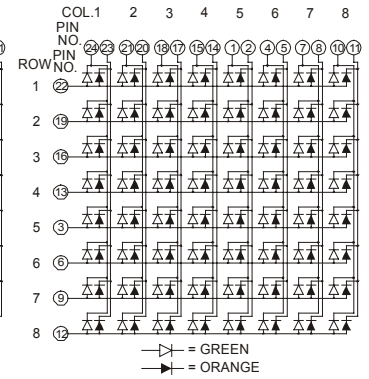 COL.1 2 3 4 5 6 7 8
PIN
NO. 24 23 21 20 18 17 15 14 1 2 4 5 7 8 10 11
PIN
ROW NO.
1 22
2 19
3 16
4 13
5 3
6 6
7 9
8 12
= GREEN
= ORANGE